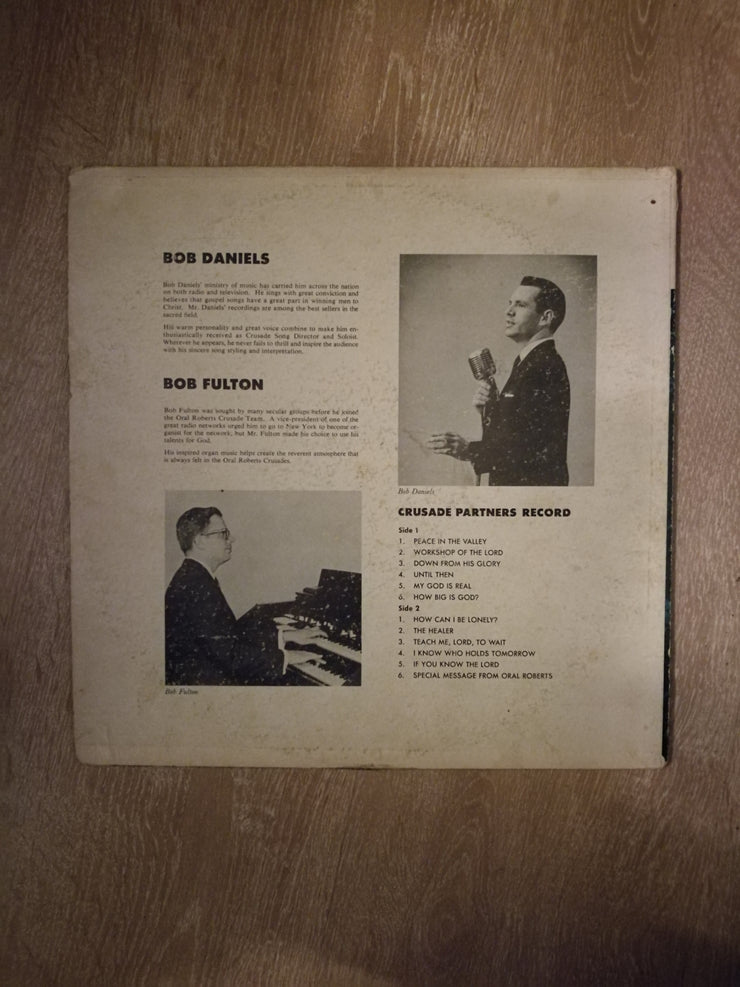 BOB DANIELS
Bob Daniels' ministry of music has carried him across the nation
on both radio and television. He sings with great conviction and
believes that gospel songs have a great part in winning men to
Christ. Mr. Daniels' recordings are among the best sellers in the
sacred field.
His warm personality and great voice combine to make him en-
thusiastically received as Crusade Song Director and Soloist.
Wherever he appears, he never fails to thrill and inspire the audience
with his sincere song styling and interpretation.
BOB FULTON
Bob Fulton was sought by many secular groups before he joined
the Oral Roberts Crusade Team. A vice-president of one of the
great radio networks urged him to go to New York to become or-
ganist for the network, but Mr. Fulton made his choice to use his
talents for God.
His inspired organ music helps create the reverent atmosphere that
is always felt in the Oral Roberts Crusades.
Bob Fulton
Bob Daniels
CRUSADE PARTNERS RECORD
Side 1
1. PEACE IN THE VALLEY
2. WORKSHOP OF THE LORD
3. DOWN FROM HIS GLORY
4. UNTIL THEN
5. MY GOD IS REAL
6. HOW BIG IS GOD?
Side 2
1. HOW CAN I BE LONELY?
2. THE HEALER
3. TEACH ME, LORD, TO WAIT
4. I KNOW WHO HOLDS TOMORROW
5. IF YOU KNOW THE LORD
6. SPECIAL MESSAGE FROM ORAL ROBERTS